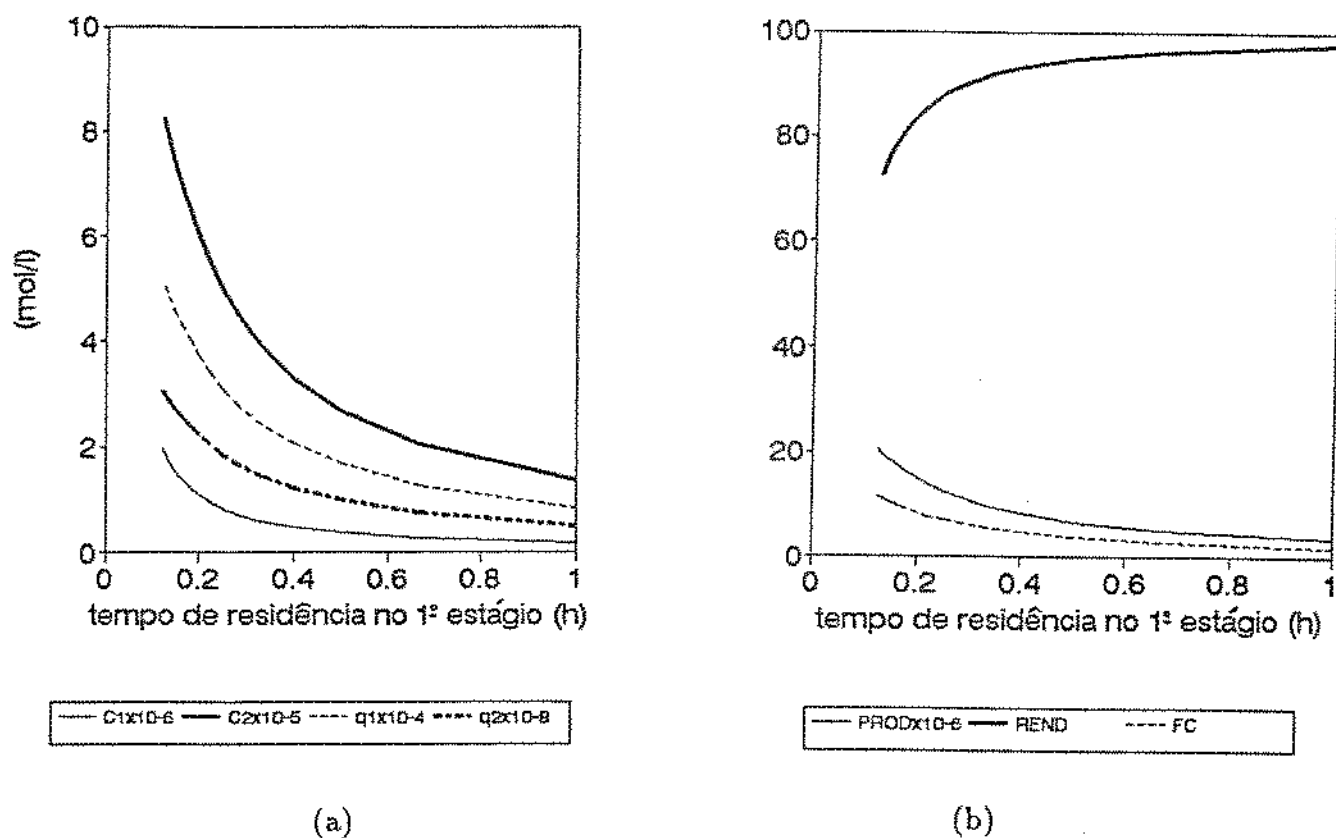 10
8
6
4
2
0
(mol/l)
0 0.2 0.4 0.6 0.8 1
tempo de residência no 1º estágio (h)
C1x10-6 C2x10-5 q1x10-4 q2x10-8
(a)
100
80
60
40
20
0
0 0.2 0.4 0.6 0.8 1
tempo de residência no 1º estágio (h)
PRODx10-6 REND FC
(b)